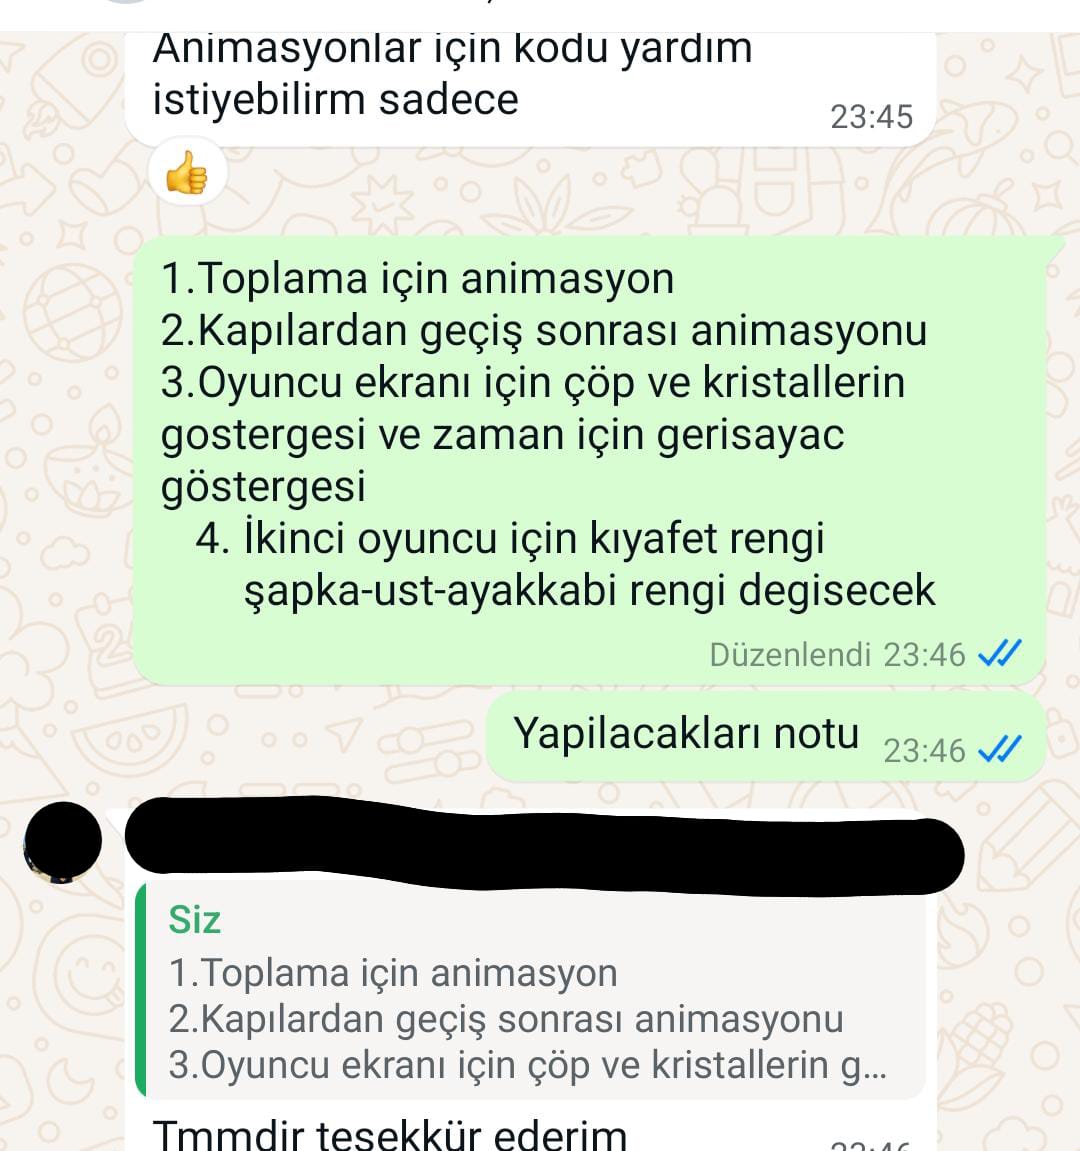 Animasyonlar için kodu yardım
istiyebilirm sadece
23:45
1.Toplama için animasyon
2.Kapılardan geçiş sonrası animasyonu
3.Oyuncu ekranı için çöp ve kristallerin
gostergesi ve zaman için gerisayac
göstergesi
4. İkinci oyuncu için kıyafet rengi
şapka-ust-ayakkabi rengi degisecek
Düzenlendi 23:46
Yapilacakları notu 23:46
Siz
1.Toplama için animasyon
2.Kapılardan geçiş sonrası animasyonu
3.Oyuncu ekranı için çöp ve kristallerin g...
Tmmdir teşekkür ederim
23:46